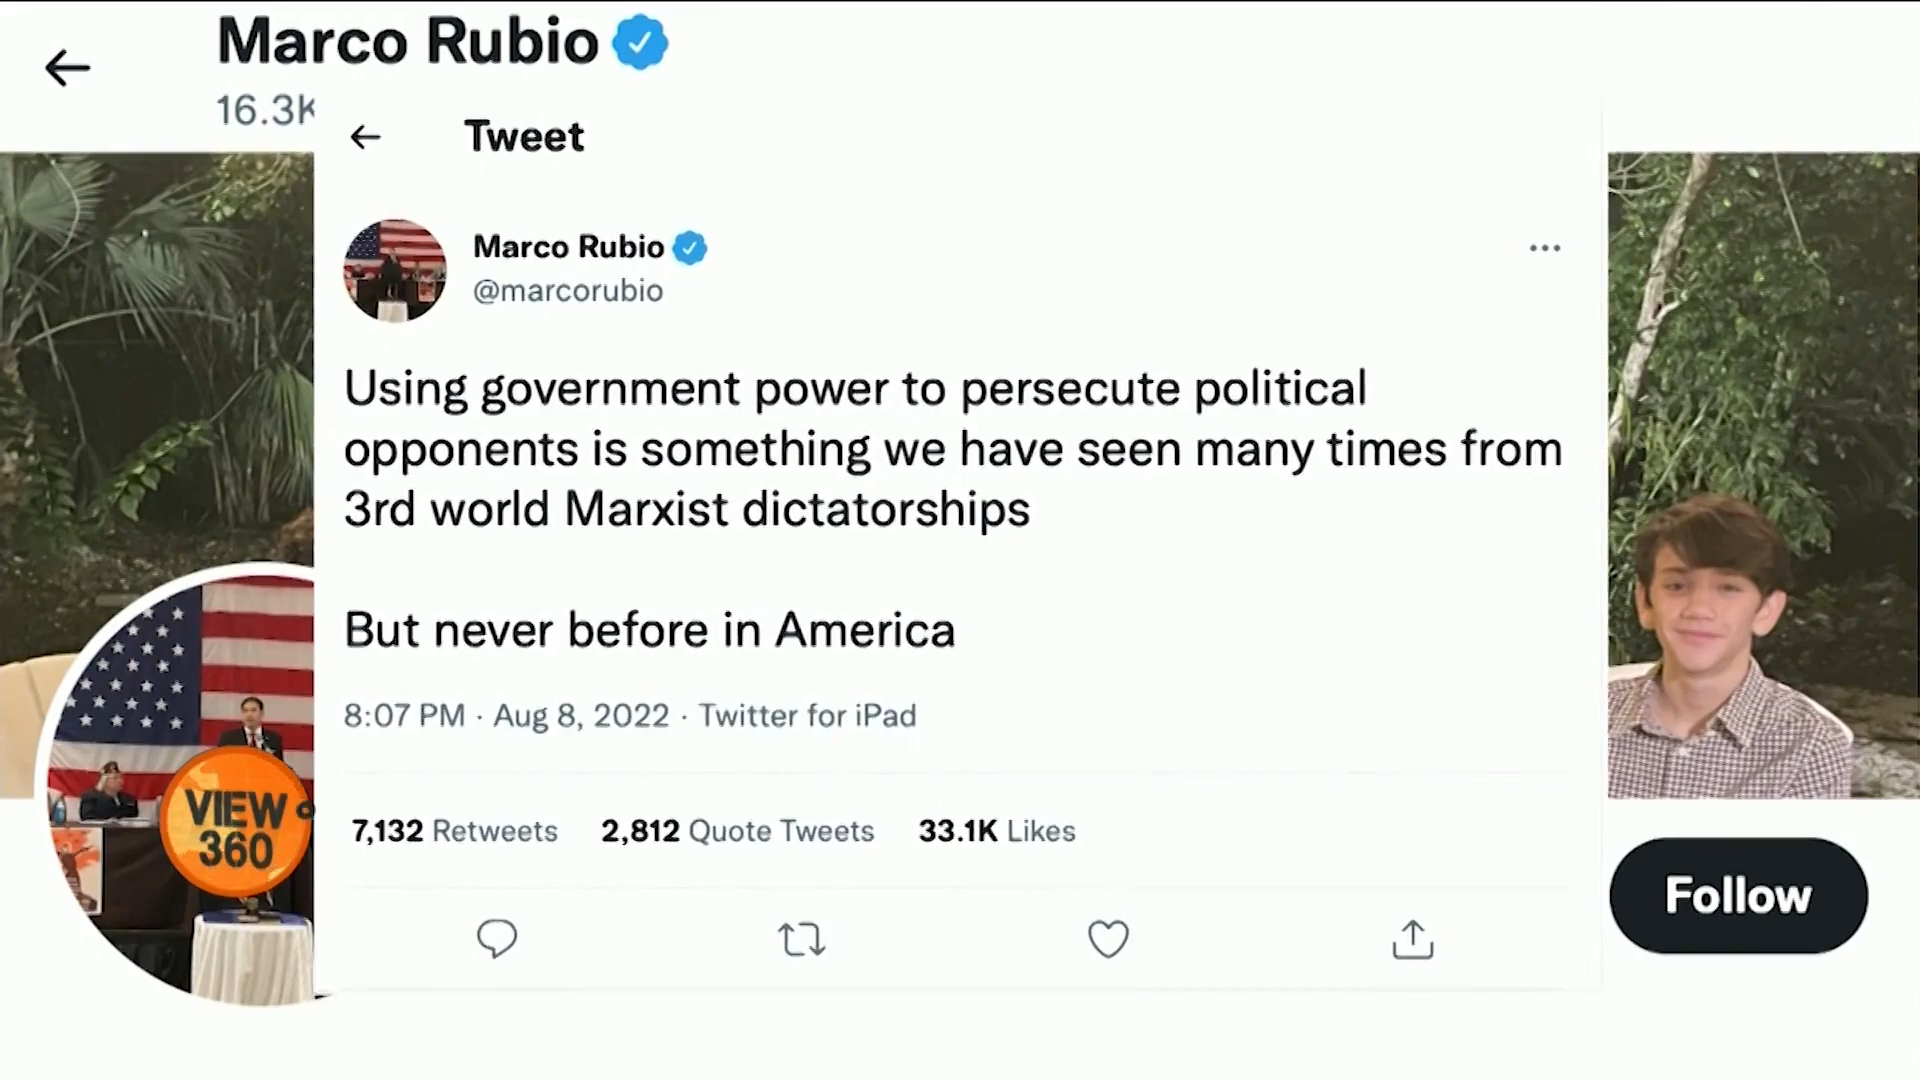 Marco Rubio
16.3K
Tweet
Marco Rubio
@marcorubio
Using government power to persecute political
opponents is something we have seen many times from
3rd world Marxist dictatorships
But never before in America
8:07 PM · Aug 8, 2022 · Twitter for iPad
7,132 Retweets 2,812 Quote Tweets 33.1K Likes
VIEW
360
Follow